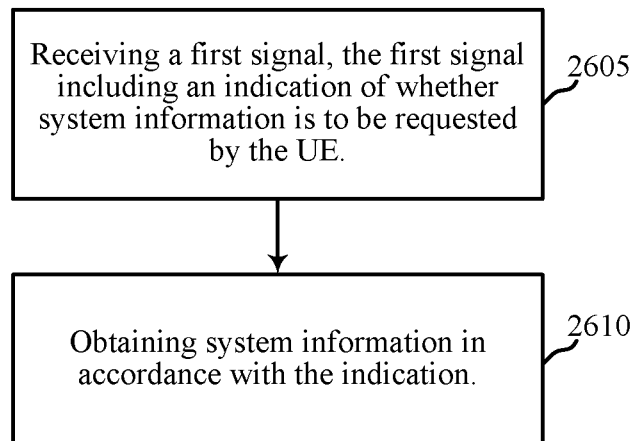 Receiving a first signal, the first signal
including an indication of whether
system information is to be requested
by the UE.
2605
Obtaining system information in
accordance with the indication.
2610